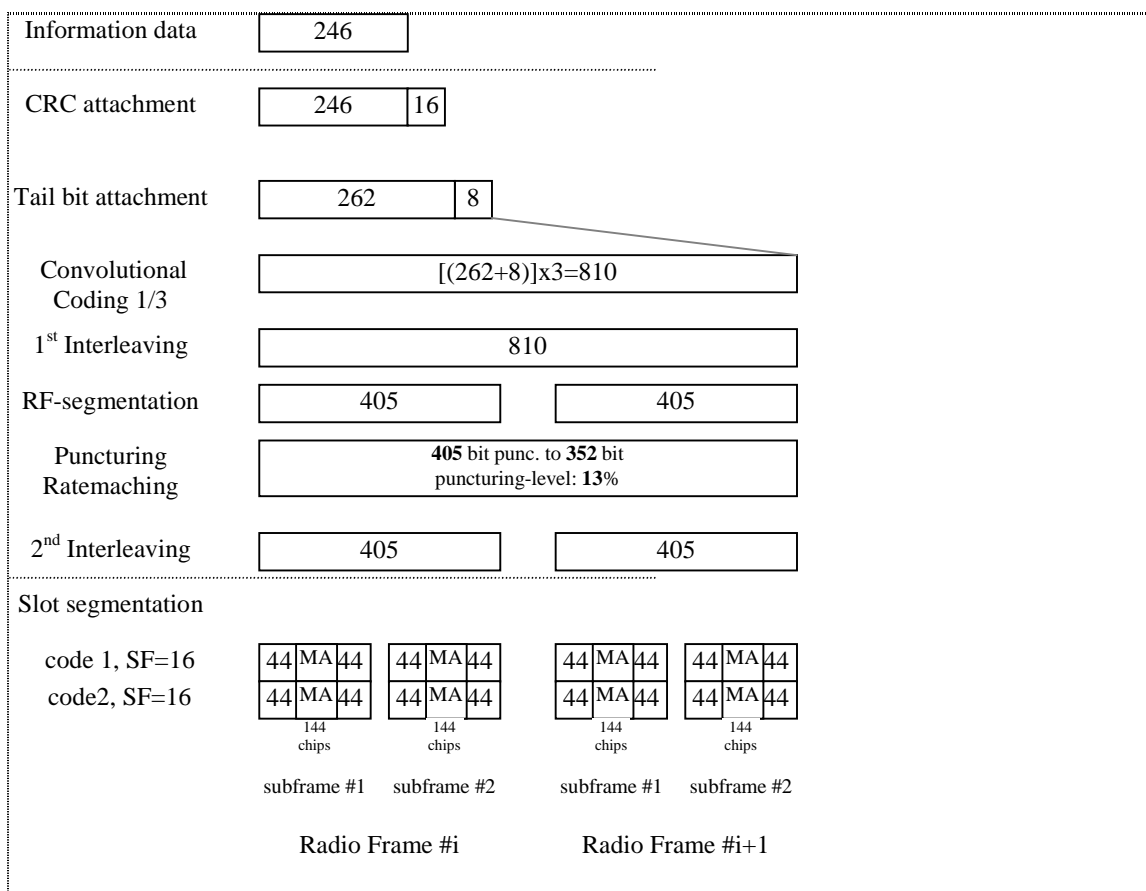 Information data 246
CRC attachment 246 16
Tail bit attachment 262 8
Convolutional
Coding 1/3
[(262+8)]x3=810
1st Interleaving 810
RF-segmentation 405 405
Puncturing
Ratemaching
405 bit punc. to 352 bit
puncturing-level: 13%
2nd Interleaving 405 405
Slot segmentation
code 1, SF=16 44 MA 44 44 MA 44 44 MA 44 44 MA 44
code2, SF=16 44 MA 44 44 MA 44 44 MA 44 44 MA 44
144 144 144 144
chips chips chips chips
subframe #1 subframe #2 subframe #1 subframe #2
Radio Frame #i Radio Frame #i+1